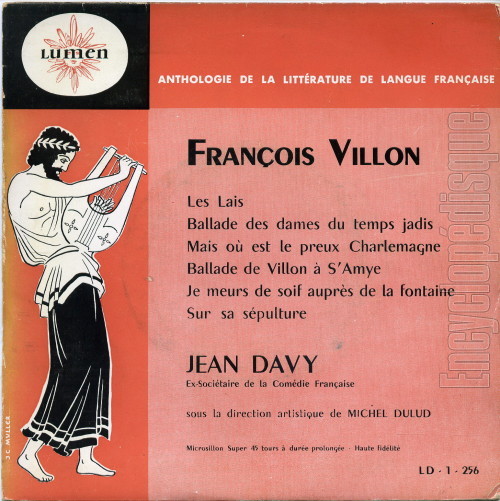 LUMEN
ANTHOLOGIE DE LA LITTÉRATURE DE LANGUE FRANÇAISE
FRANÇOIS VILLON
Les Lais
Ballade des dames du temps jadis
Mais où est le preux Charlemagne
Ballade de Villon à S'Amye
Je meurs de soif auprès de la fontaine
Sur sa sépulture
JEAN DAVY
Ex-Sociétaire de la Comédie Française
sous la direction artistique de MICHEL DULUD
Microsillon Super 45 tours à durée prolongée - Haute fidélité
LD - 1 - 256
J.C. MULLER
Encyclopédisque